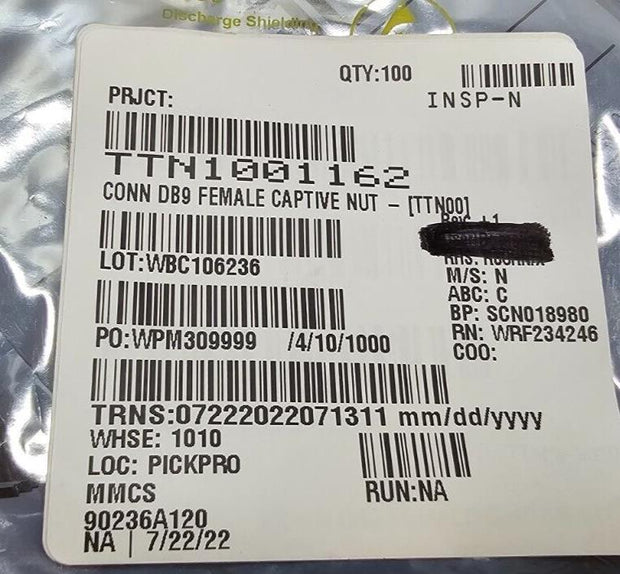 Discharge Shielding
QTY:100
PRJCT:
INSP-N
TTN1001162
CONN DB9 FEMALE CAPTIVE NUT - [TTN00]
LOT:WBC106236
M/S: N
ABC: C
BP: SCN018980
PO:WPM309999 /4/10/1000
RN: WRF234246
COO:
TRNS:07222022071311 mm/dd/yyyy
WHSE: 1010
LOC: PICKPRO
MMCS
RUN:NA
90236A120
NA | 7/22/22